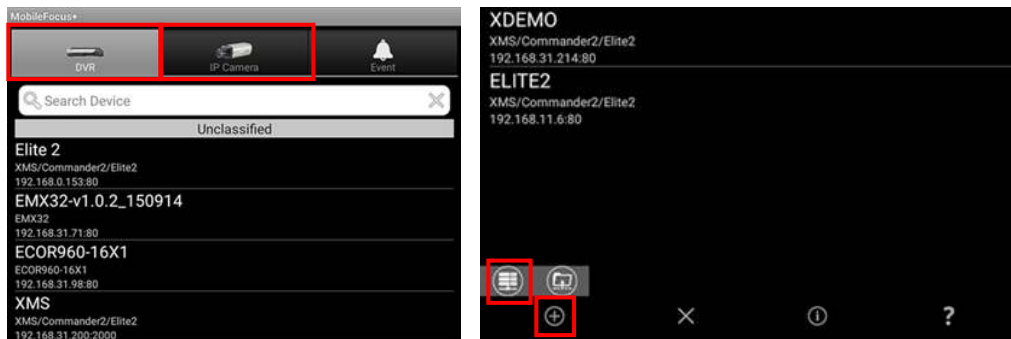 MobileFocus+
DVR
IP Camera
Event
Search Device
Unclassified
Elite 2
XMS/Commander2/Elite2
192.168.0.153:80
EMX32-v1.0.2_150914
EMX32
192.168.31.71:80
ECOR960-16X1
ECOR960-16X1
192.168.31.98:80
XMS
XMS/Commander2/Elite2
192.168.31.200:2000
XDEMO
XMS/Commander2/Elite2
192.168.31.214:80
ELITE2
XMS/Commander2/Elite2
192.168.11.6:80
?